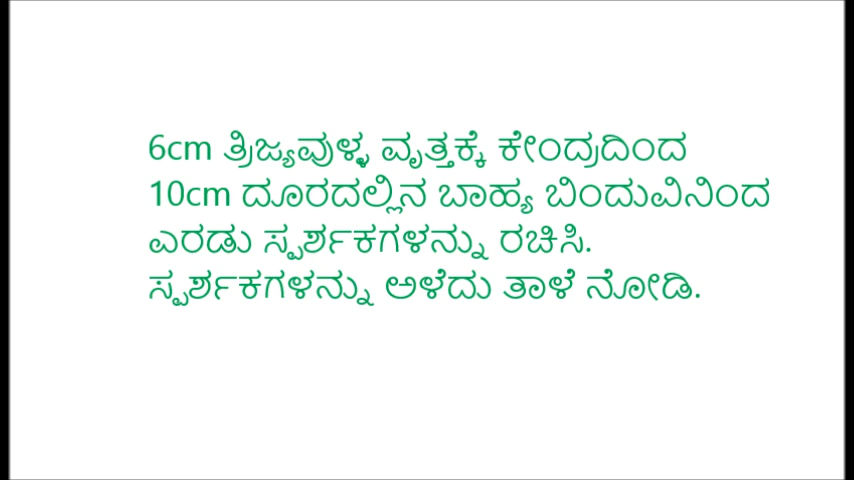 6cm ತ್ರಿಜ್ಯವುಳ್ಳ ವೃತ್ತಕ್ಕೆ ಕೇಂದ್ರದಿಂದ
10cm ದೂರದಲ್ಲಿನ ಬಾಹ್ಯ ಬಿಂದುವಿನಿಂದ
ಎರಡು ಸ್ಪರ್ಶಕಗಳನ್ನು ರಚಿಸಿ.
ಸ್ಪರ್ಶಕಗಳನ್ನು ಅಳೆದು ತಾಳೆ ನೋಡಿ.